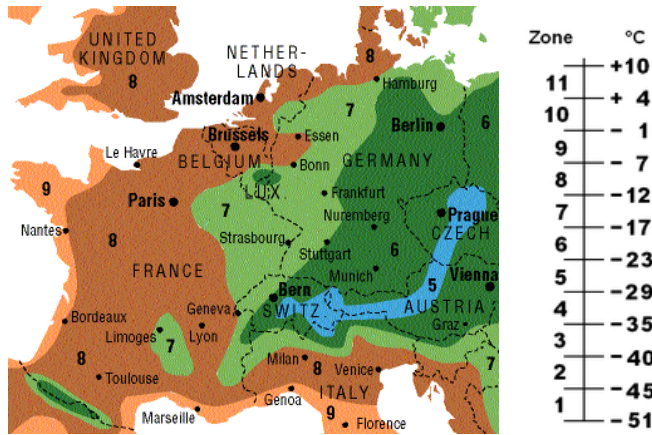 UNITED
KINGDOM
8
NETHER-
LANDS
8
Hamburg
Amsterdam
7
Berlin
6
Brussels
Essen
Le Havre
BELGIUM
Bonn
GERMANY
9
LUX.
Paris
7
Frankfurt
Nuremberg
Prague
CZECH
Nantes
8
Strasbourg
Stuttgart
6
FRANCE
Munich
Vienna
Bern
5
Geneva
SWITZ
AUSTRIA
Bordeaux
Limoges
7
Lyon
Graz
8
Milan
8
Venice
7
Toulouse
Genoa
ITALY
Marseille
9
Florence
Zone °C
+10
11
+ 4
10
- 1
9
- 7
8
-12
7
-17
6
-23
5
-29
4
-35
3
-40
2
-45
1
-51